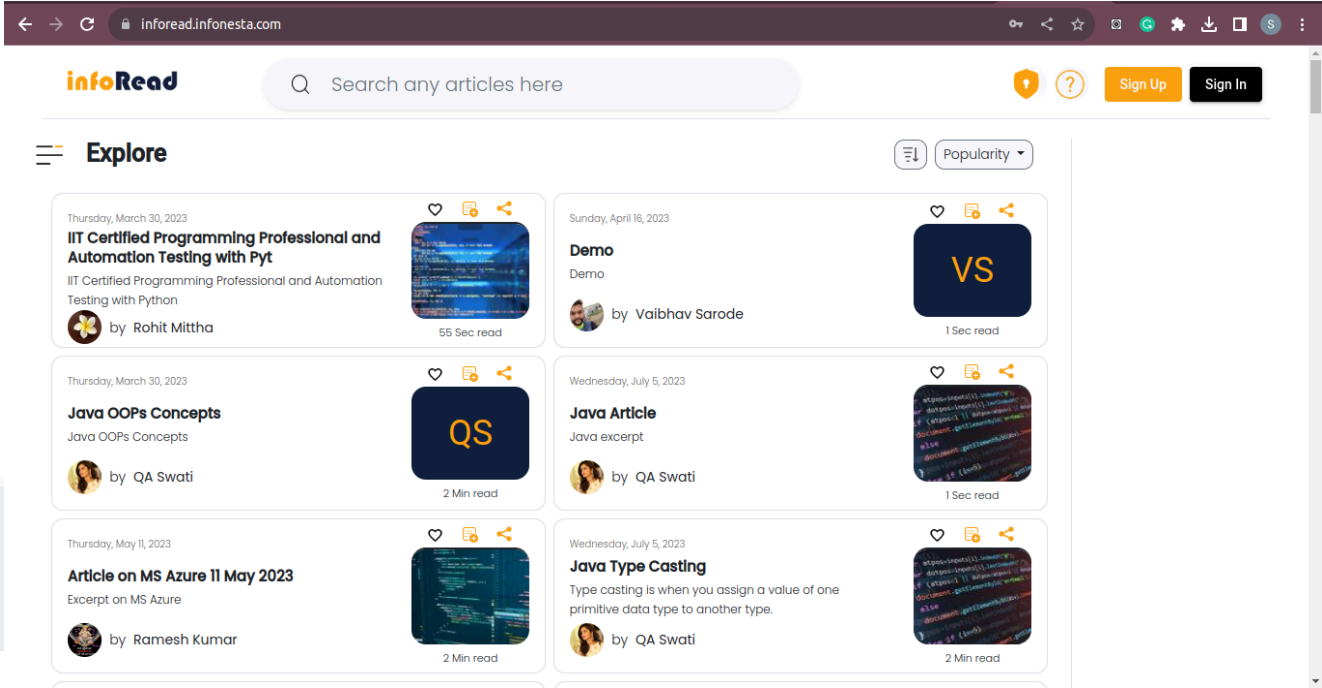 inforead.infonesta.com
S
infoRead
Search any articles here
?
Sign Up
Sign In
Explore
Popularity
Thursday, March 30, 2023
IIT Certified Programming Professional and
Automation Testing with Pyt
IIT Certified Programming Professional and Automation
Testing with Python
by Rohit Mittha
55 Sec read
Sunday, April 16, 2023
Demo
Demo
by Vaibhav Sarode
VS
1 Sec read
Thursday, March 30, 2023
Java OOPs Concepts
Java OOPs Concepts
by QA Swati
QS
2 Min read
Wednesday, July 5, 2023
Java Article
Java excerpt
by QA Swati
1 Sec read
Thursday, May 11, 2023
Article on MS Azure 11 May 2023
Excerpt on MS Azure
by Ramesh Kumar
2 Min read
Wednesday, July 5, 2023
Java Type Casting
Type casting is when you assign a value of one
primitive data type to another type.
by QA Swati
2 Min read